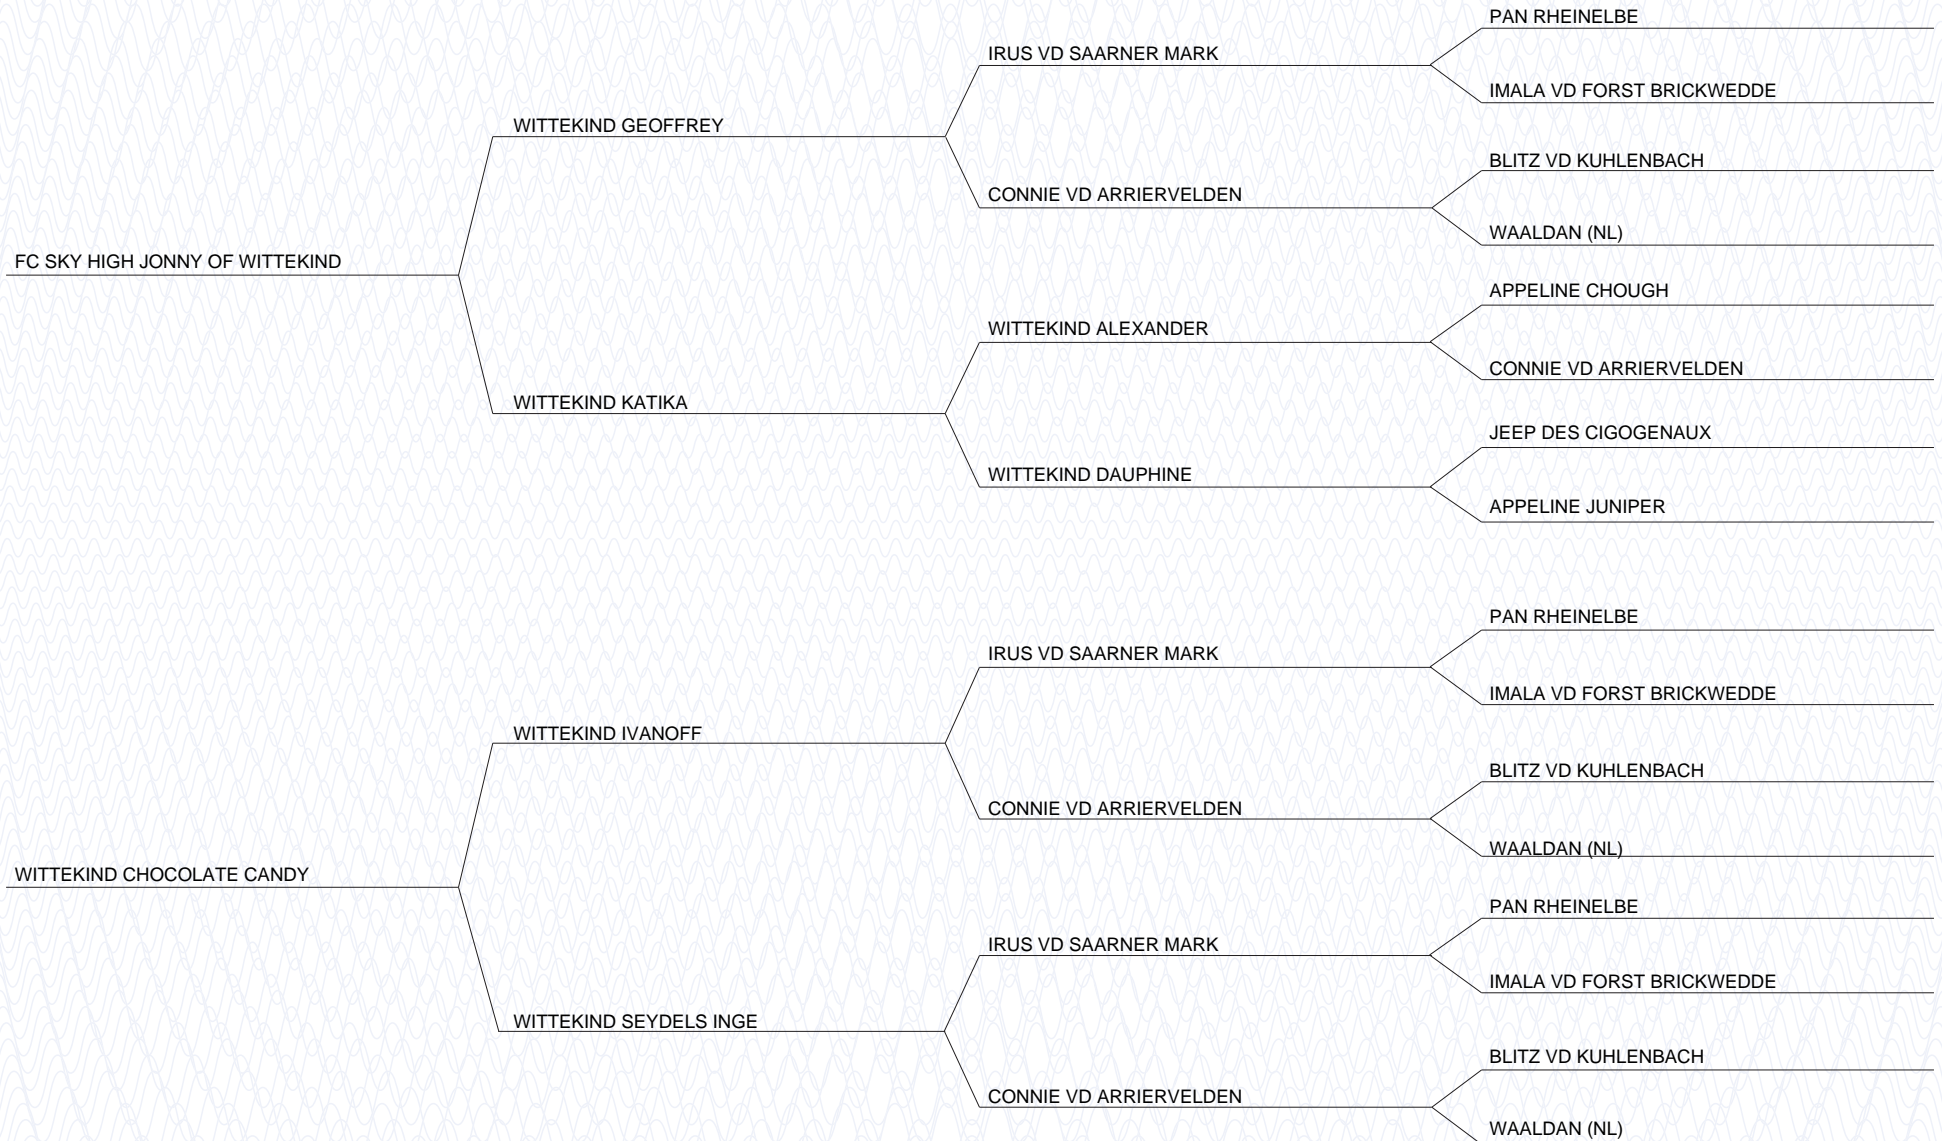 PAN RHEINELBE
IRUS VD SAARNER MARK
IMALA VD FORST BRICKWEDDE
WITTEKIND GEOFFREY
BLITZ VD KUHLENBACH
CONNIE VD ARRIERVELDEN
WAALDAN (NL)
FC SKY HIGH JONNY OF WITTEKIND
APPELINE CHOUGH
WITTEKIND ALEXANDER
CONNIE VD ARRIERVELDEN
WITTEKIND KATIKA
JEEP DES CIGOGENAUX
WITTEKIND DAUPHINE
APPELINE JUNIPER
PAN RHEINELBE
IRUS VD SAARNER MARK
IMALA VD FORST BRICKWEDDE
WITTEKIND IVANOFF
BLITZ VD KUHLENBACH
CONNIE VD ARRIERVELDEN
WAALDAN (NL)
WITTEKIND CHOCOLATE CANDY
PAN RHEINELBE
IRUS VD SAARNER MARK
IMALA VD FORST BRICKWEDDE
WITTEKIND SEYDELS INGE
BLITZ VD KUHLENBACH
CONNIE VD ARRIERVELDEN
WAALDAN (NL)